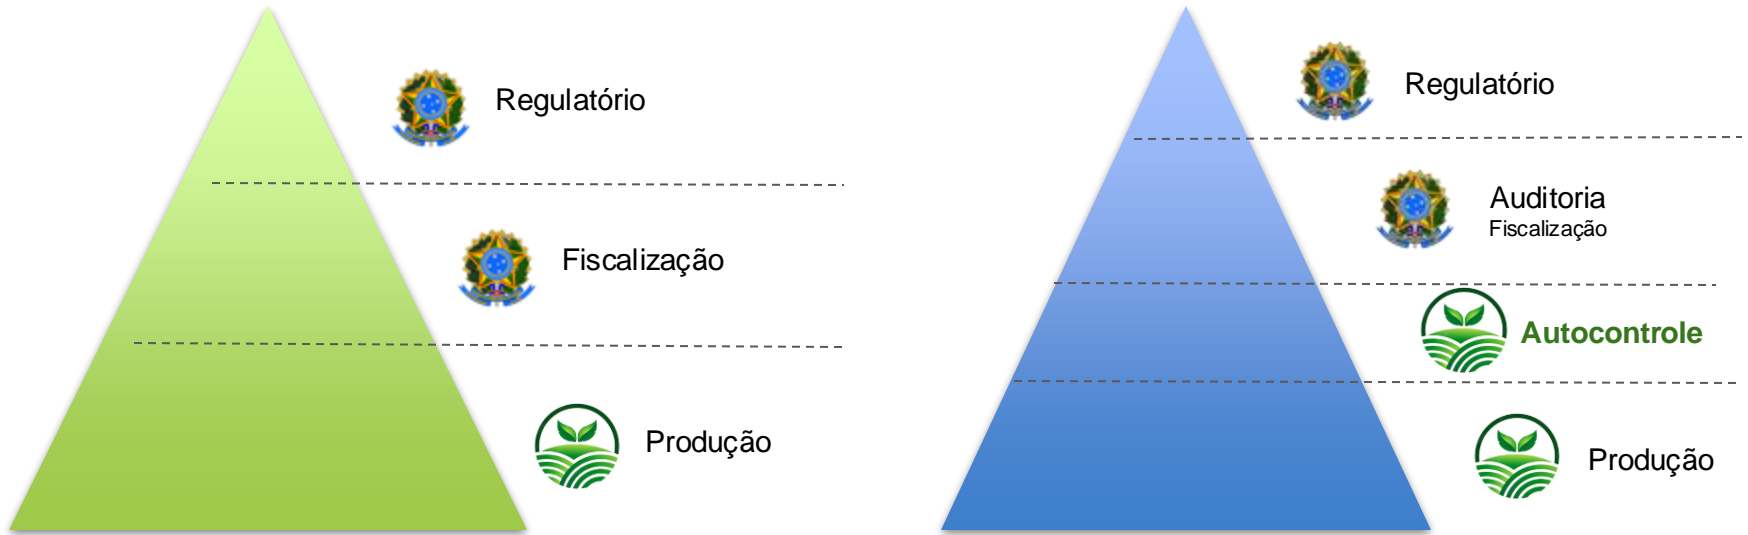 Regulatório
Fiscalização
Produção
Regulatório
Auditoria
Fiscalização
Autocontrole
Produção